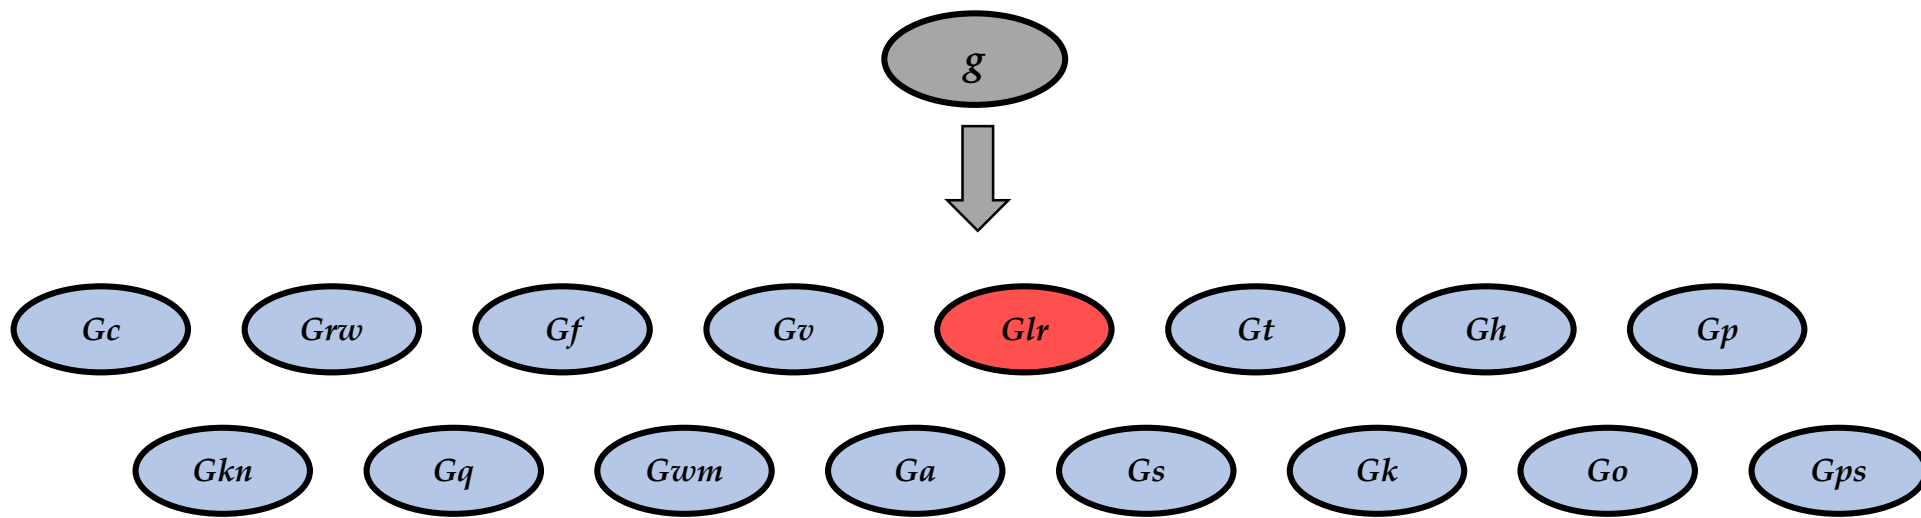 g
Gc Grw Gf Gv Glr Gt Gh Gp
Gkn Gq Gwm Ga Gs Gk Go Gps